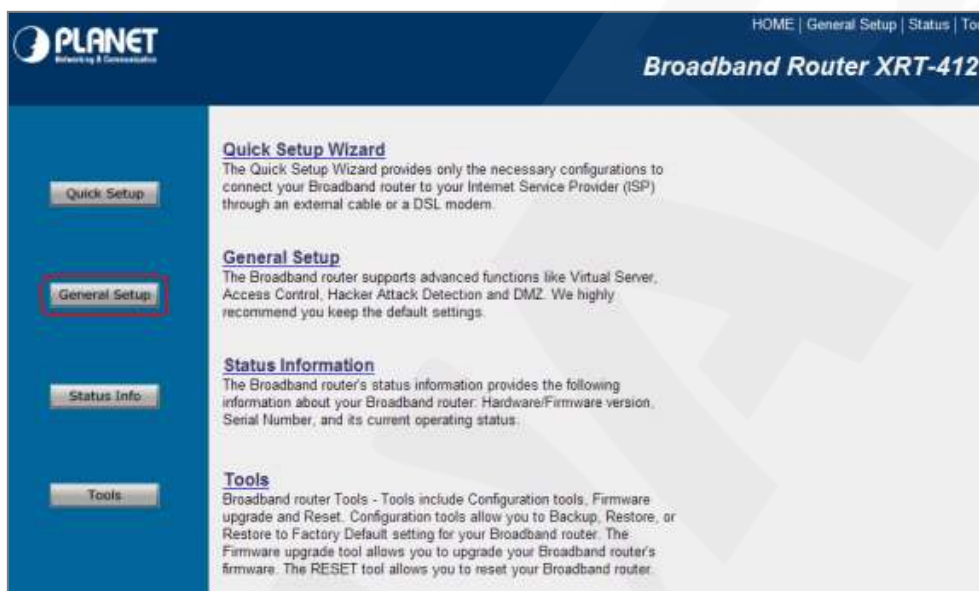 PLANET
Networking & Communication
HOME | General Setup | Status | Too
Broadband Router XRT-412
Quick Setup
General Setup
Status Info
Tools
Quick Setup Wizard
The Quick Setup Wizard provides only the necessary configurations to
connect your Broadband router to your Internet Service Provider (ISP)
through an external cable or a DSL modem.
General Setup
The Broadband router supports advanced functions like Virtual Server,
Access Control, Hacker Attack Detection and DMZ. We highly
recommend you keep the default settings.
Status Information
The Broadband router's status information provides the following
information about your Broadband router: Hardware/Firmware version,
Serial Number, and its current operating status.
Tools
Broadband router Tools - Tools include Configuration tools, Firmware
upgrade and Reset. Configuration tools allow you to Backup, Restore, or
Restore to Factory Default setting for your Broadband router. The
Firmware upgrade tool allows you to upgrade your Broadband router's
firmware. The RESET tool allows you to reset your Broadband router.